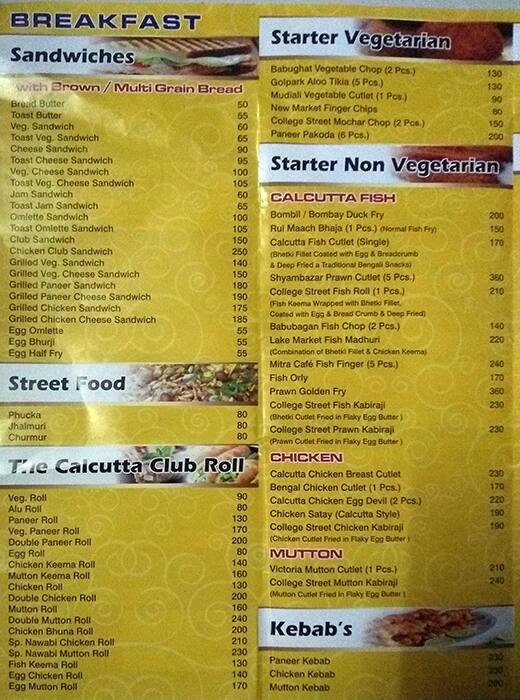 BREAKFAST
Sandwiches
with Brown / Multi Grain Bread
Bread Butter 50
Toast Butter 55
Veg. Sandwich 60
Toast Veg. Sandwich 65
Cheese Sandwich 90
Toast Cheese Sandwich 95
Veg. Cheese Sandwich 100
Toast Veg. Cheese Sandwich 105
Jam Sandwich 60
Toast Jam Sandwich 65
Omlette Sandwich 100
Toast Omlette Sandwich 105
Club Sandwich 150
Chicken Club Sandwich 250
Grilled Veg. Sandwich 140
Grilled Veg. Cheese Sandwich 150
Grilled Paneer Sandwich 180
Grilled Paneer Cheese Sandwich 190
Grilled Chicken Sandwich 175
Grilled Chicken Cheese Sandwich 185
Egg Omlette 55
Egg Bhurji 55
Egg Half Fry 55
Street Food
Phucka 80
Jhalmuri 80
Churmur 80
The Calcutta Club Roll
Veg. Roll 90
Alu Roll 80
Paneer Roll 130
Veg. Paneer Roll 170
Double Paneer Roll 200
Egg Roll 80
Chicken Keema Roll 140
Mutton Keema Roll 160
Chicken Roll 130
Double Chicken Roll 200
Mutton Roll 160
Double Mutton Roll 240
Chicken Bhuna Roll 200
Sp. Nawabi Chicken Roll 210
Sp. Nawabi Mutton Roll 230
Fish Keema Roll 130
Egg Chicken Roll 140
Egg Mutton Roll 170
Starter Vegetarian
Babughat Vegetable Chop (2 Pcs.) 130
Golpark Aloo Tikia (5 Pcs.) 130
Mudiali Vegetable Cutlet (1 Pcs.) 90
New Market Finger Chips 80
College Street Mochar Chop (2 Pcs.) 150
Paneer Pakoda (6 Pcs.) 200
Starter Non Vegetarian
CALCUTTA FISH
Bombil / Bombay Duck Fry 200
Rui Maach Bhaja (1 Pcs.) (Normal Fish Fry) 150
Calcutta Fish Cutlet (Single) 170
(Bhetki Fillet Coated with Egg & Breadcrumb
& Deep Fried a Traditional Bengali Snacks)
Shyambazar Prawn Cutlet (5 Pcs.) 360
College Street Fish Roll (1 Pcs.) 210
(Fish Keema Wrapped with Bhetki Fillet,
Coated with Egg & Bread Crumb & Deep Fried)
Babubagan Fish Chop (2 Pcs.) 140
Lake Market Fish Madhuri 220
(Combination of Bhetki Fillet & Chicken Keema)
Mitra Café Fish Finger (5 Pcs.) 240
Fish Orly 170
Prawn Golden Fry 360
College Street Fish Kabiraji 230
(Bhetki Cutlet Fried in Flaky Egg Butter )
College Street Prawn Kabiraji 230
(Prawn Cutlet Fried in Flaky Egg Butter )
CHICKEN
Calcutta Chicken Breast Cutlet 230
Bengal Chicken Cutlet (1 Pcs.) 170
Calcutta Chicken Egg Devil (2 Pcs.) 220
Chicken Satay (Calcutta Style) 190
College Street Chicken Kabiraji 190
(Chicken Cutlet Fried in Flaky Egg Butter )
MUTTON
Victoria Mutton Cutlet (1 Pcs.) 210
College Street Mutton Kabiraji 240
(Mutton Cutlet Fried in Flaky Egg Butter )
Kebab's
Paneer Kebab 230
Chicken Kebab 230
Mutton Kebab 280